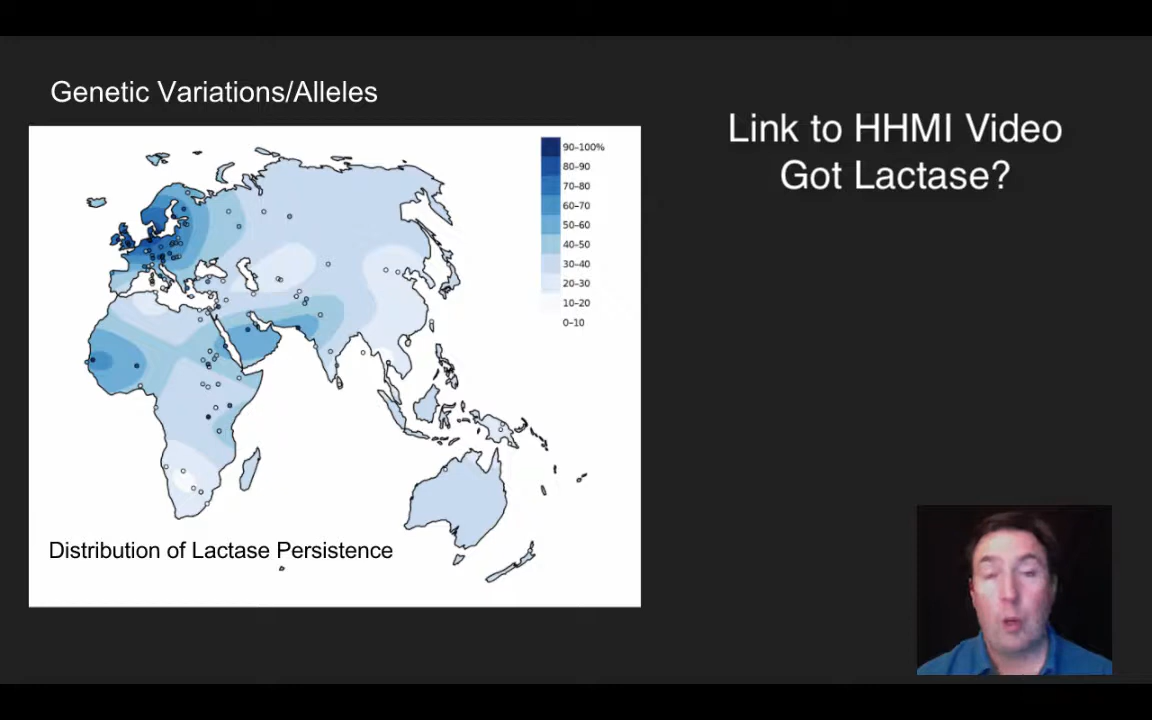 Genetic Variations/Alleles
Link to HHMI Video
Got Lactase?
90-100%
80-90
70-80
60-70
50-60
40-50
30-40
20-30
10-20
0-10
Distribution of Lactase Persistence